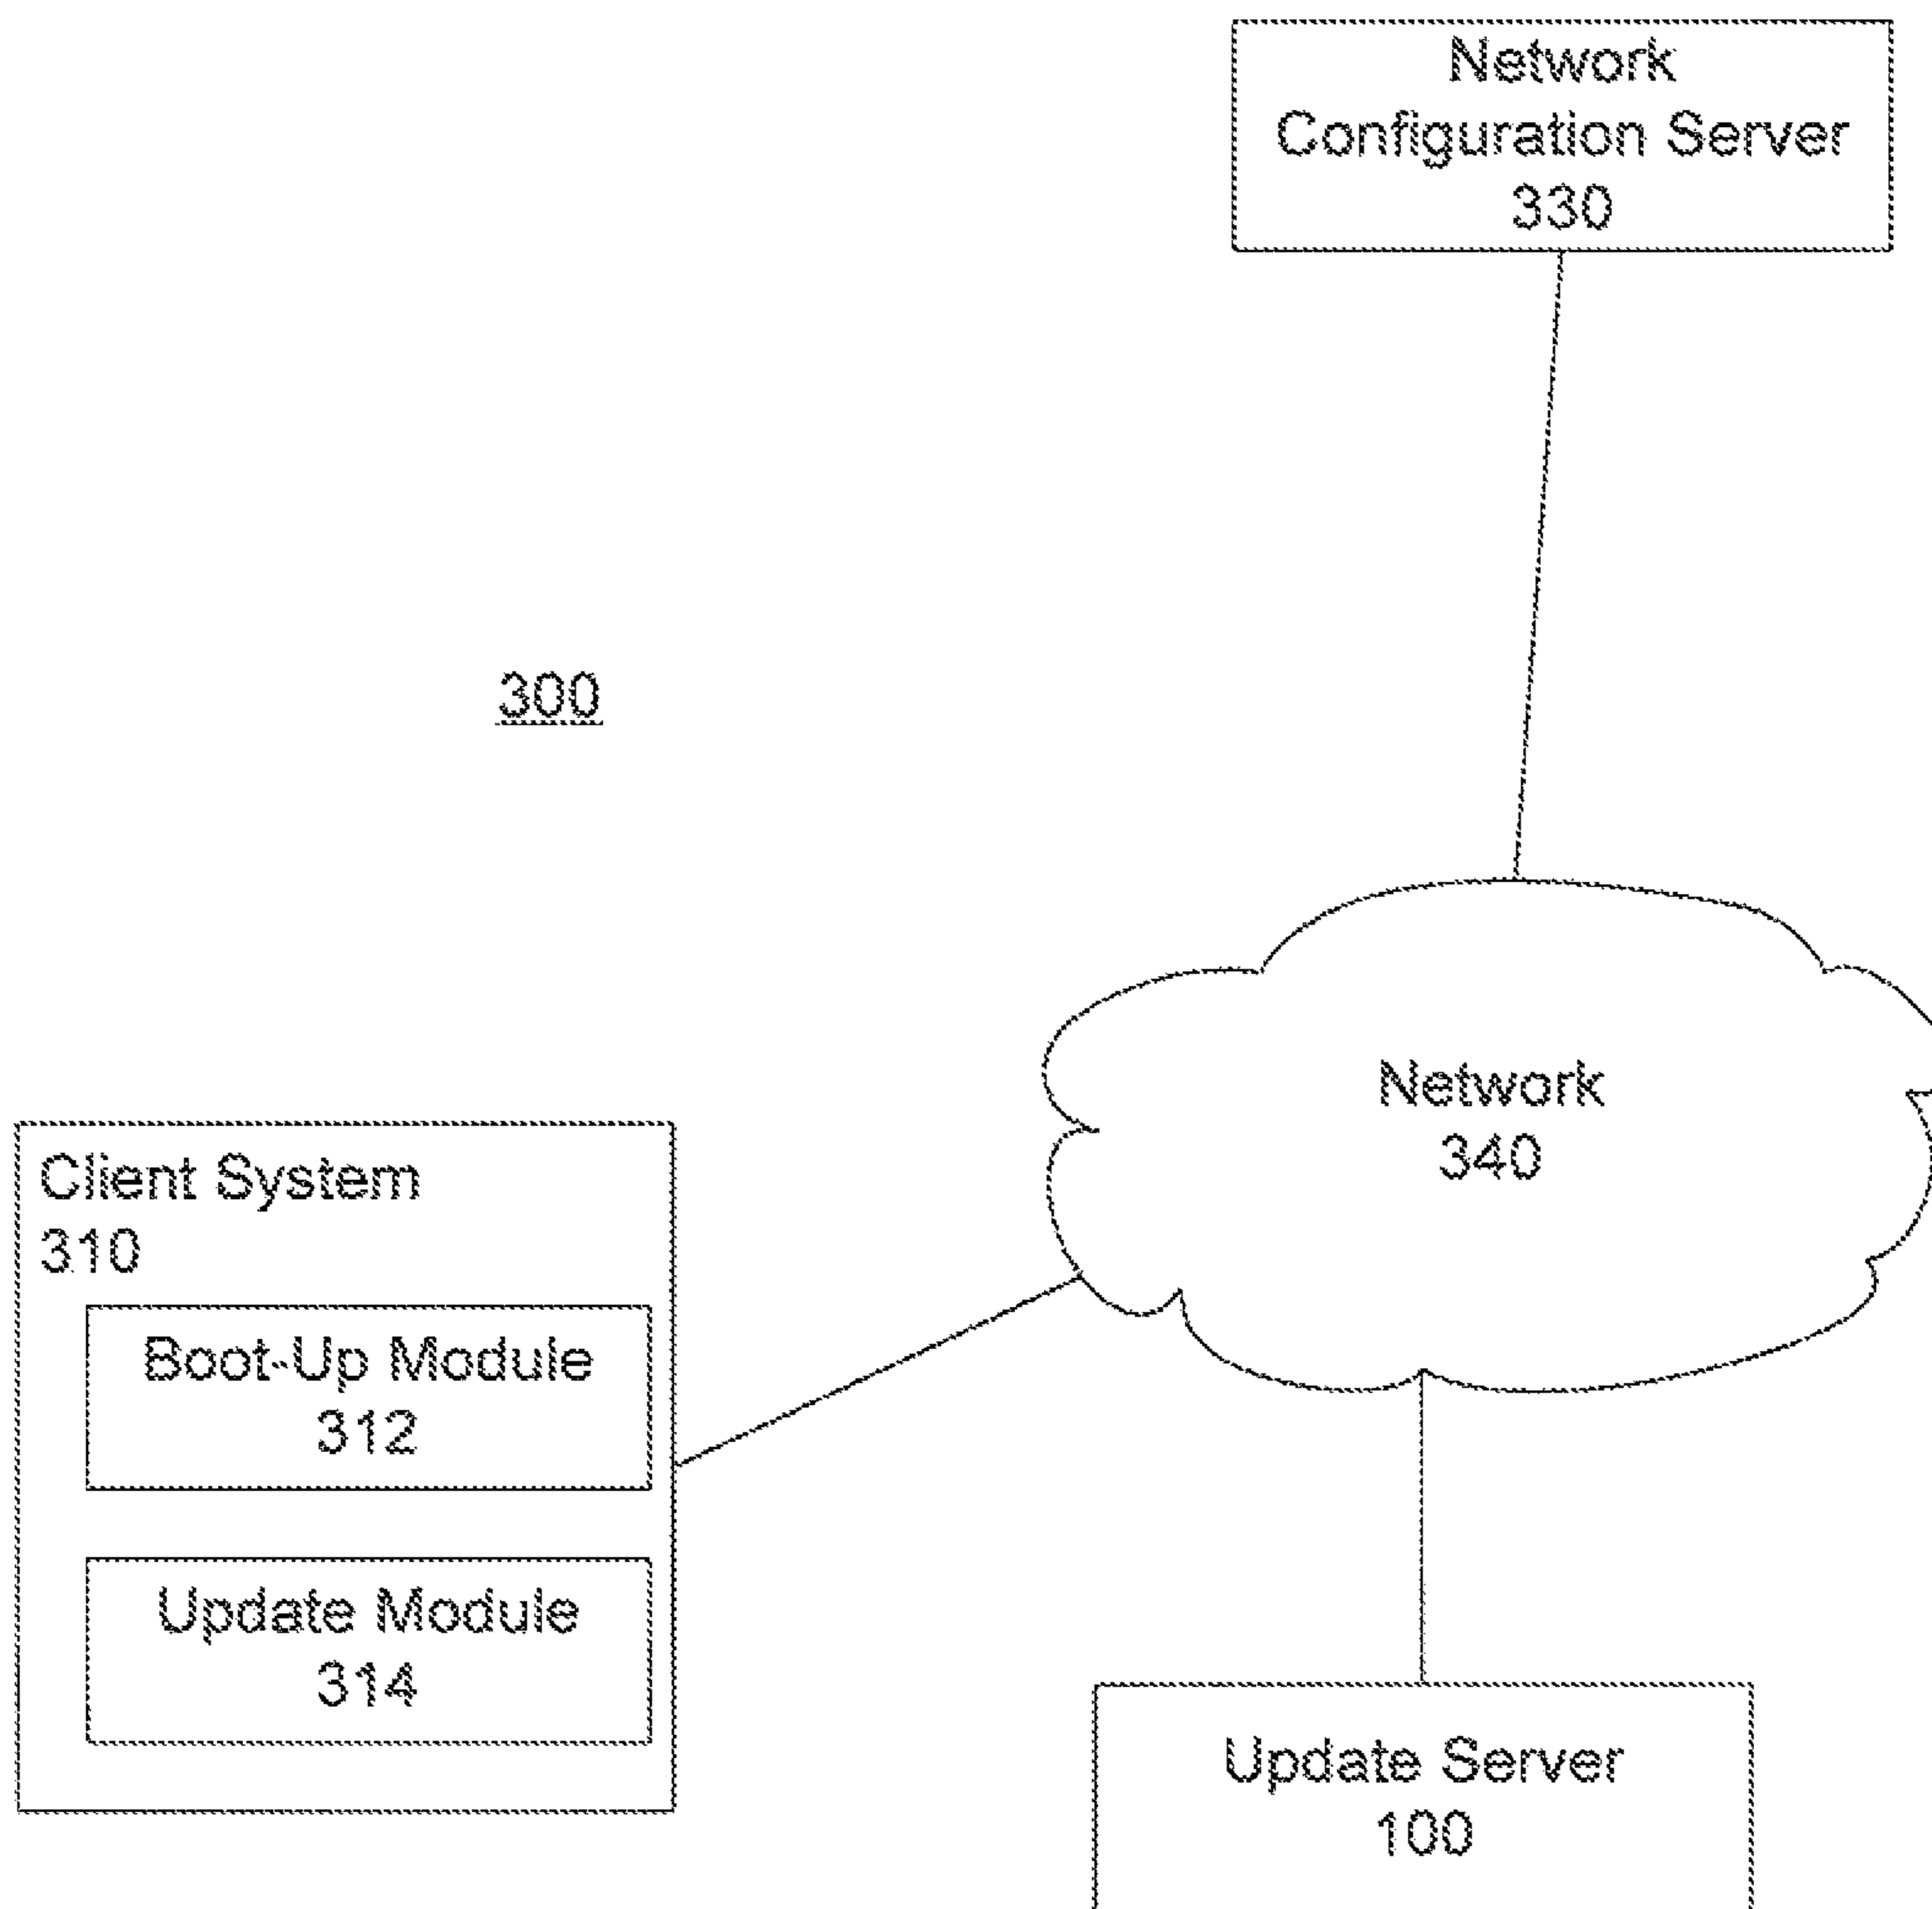 Network
Configuration Server
330
300
Network
340
Client System
310
Boot-Up Module
312
Update Module
314
Update Server
100